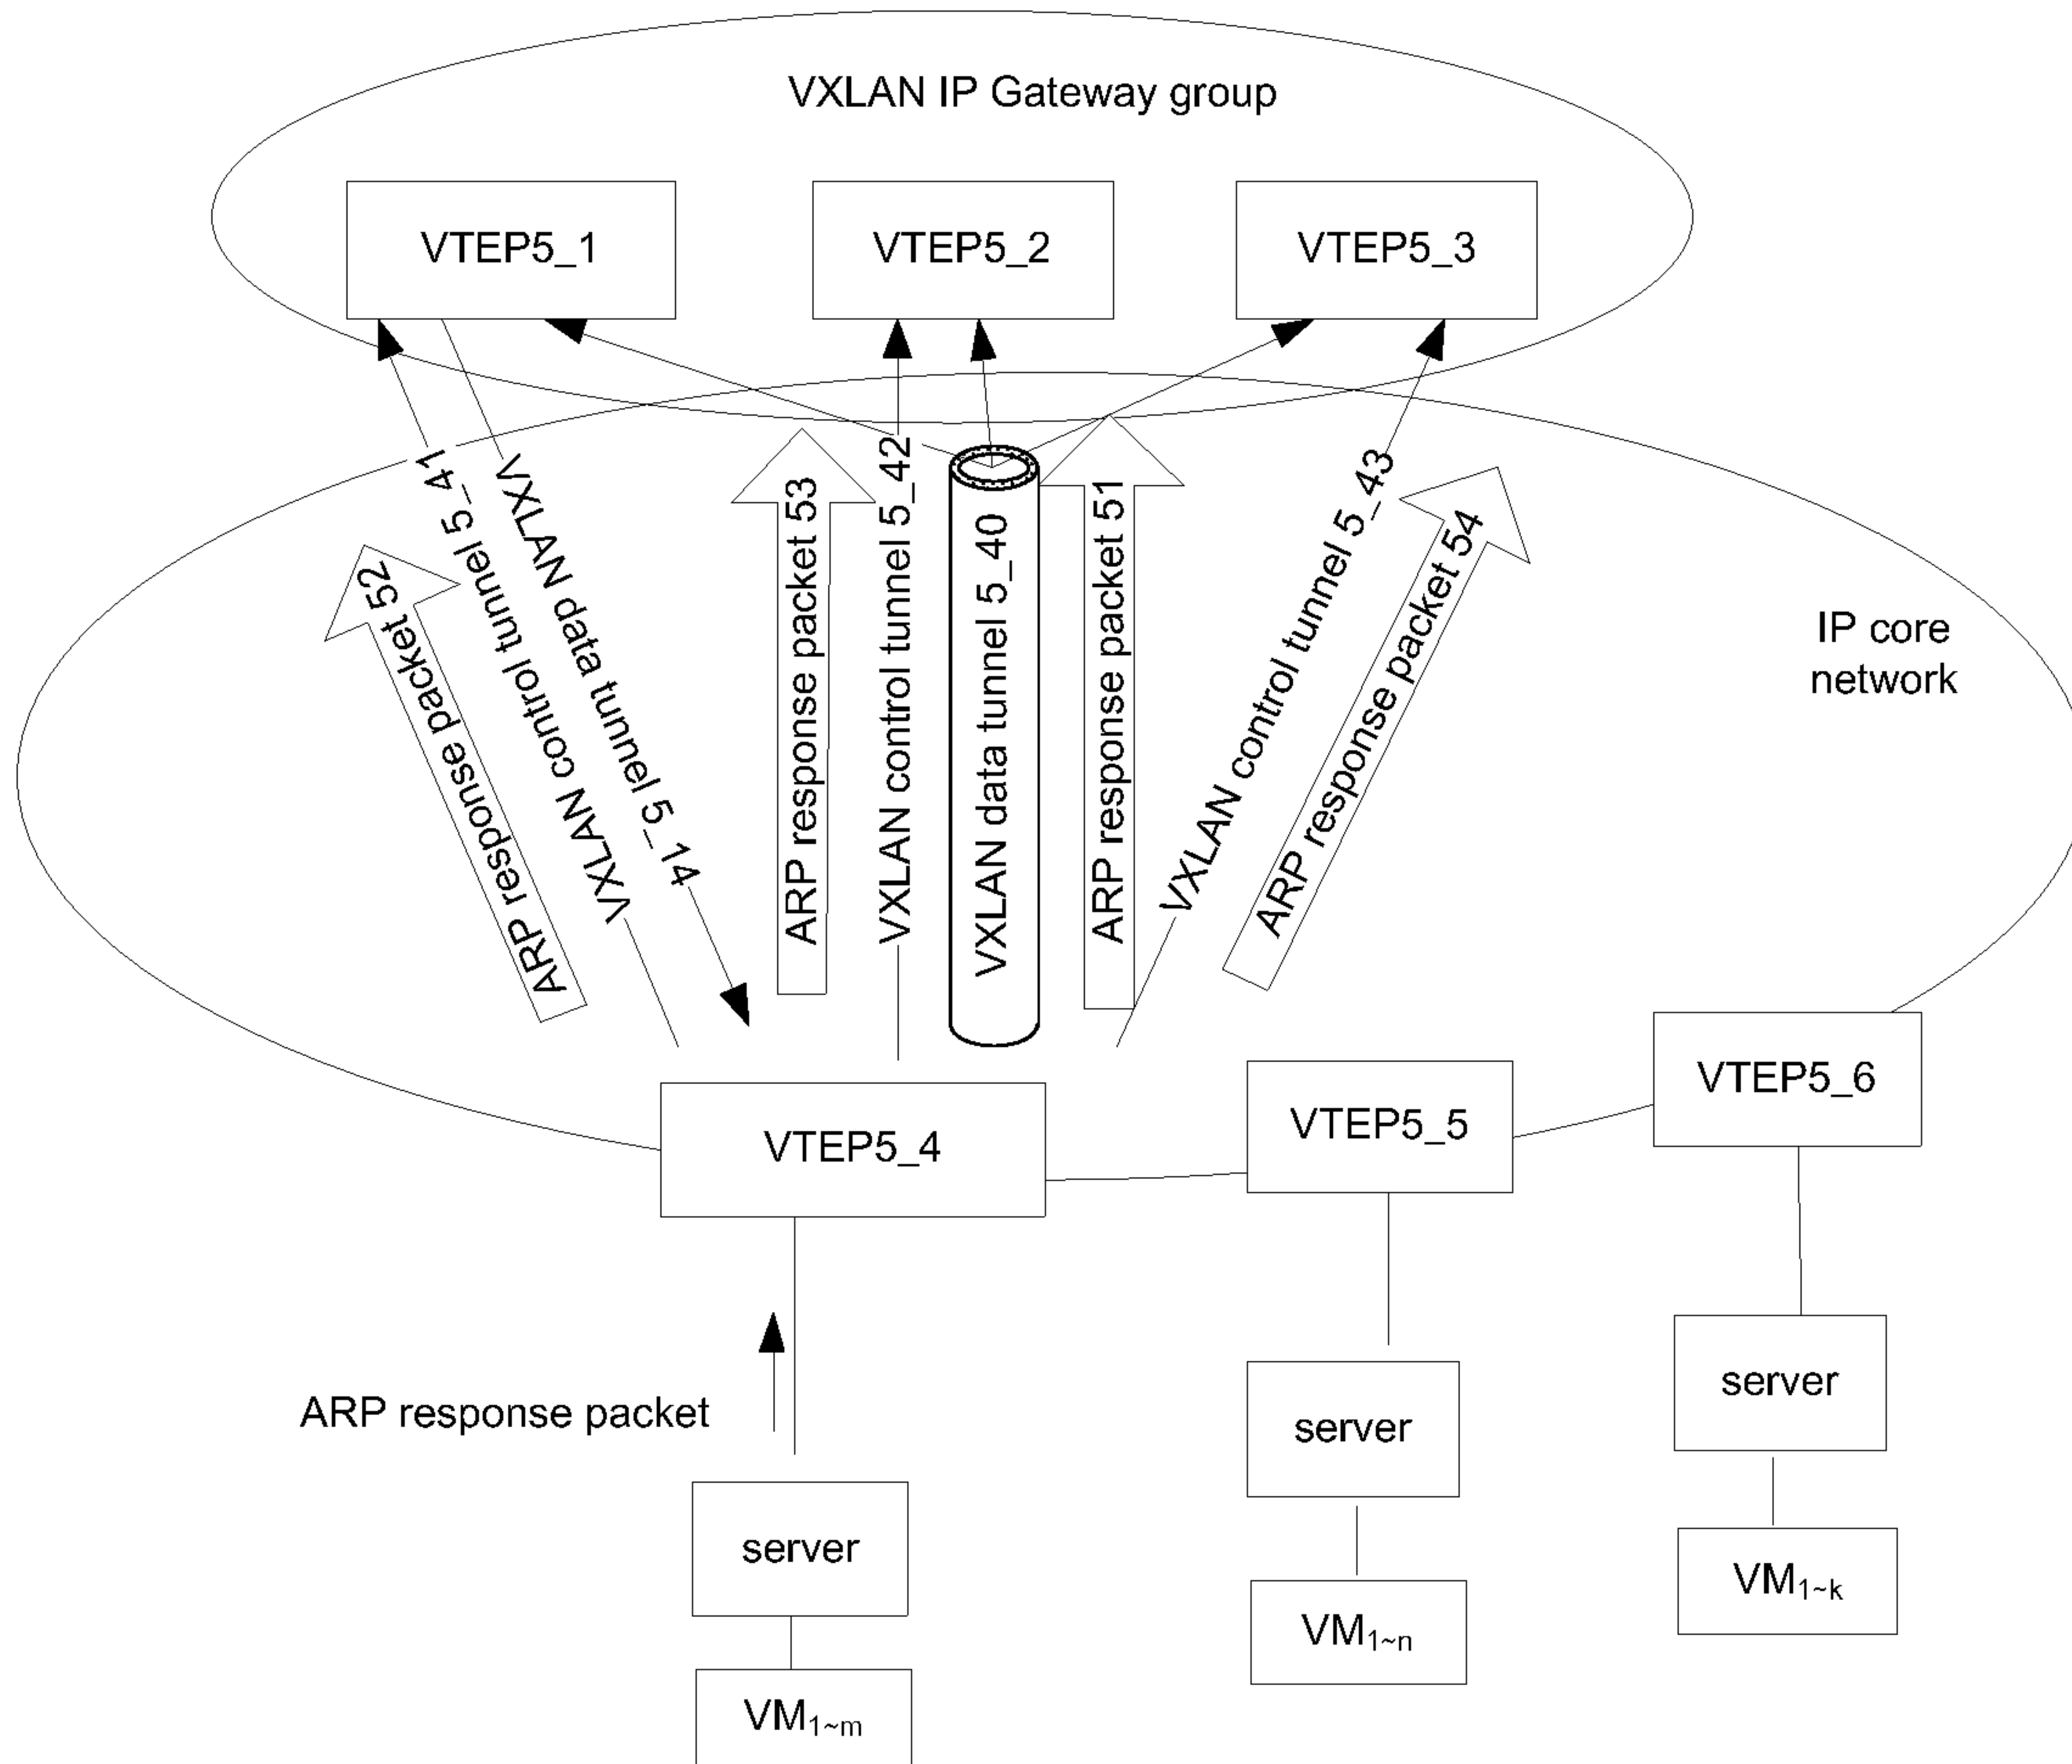 VXLAN IP Gateway group
VTEP5_1
VTEP5_2
VTEP5_3
ARP response packet 52
VXLAN control tunnel 5_41
VXLAN data tunnel 5_14
ARP response packet 53
VXLAN control tunnel 5_42
VXLAN data tunnel 5_40
ARP response packet 51
VXLAN control tunnel 5_43
ARP response packet 54
IP core
network
VTEP5_4
VTEP5_5
VTEP5_6
ARP response packet
server
server
server
VM1~m
VM1~n
VM1~k